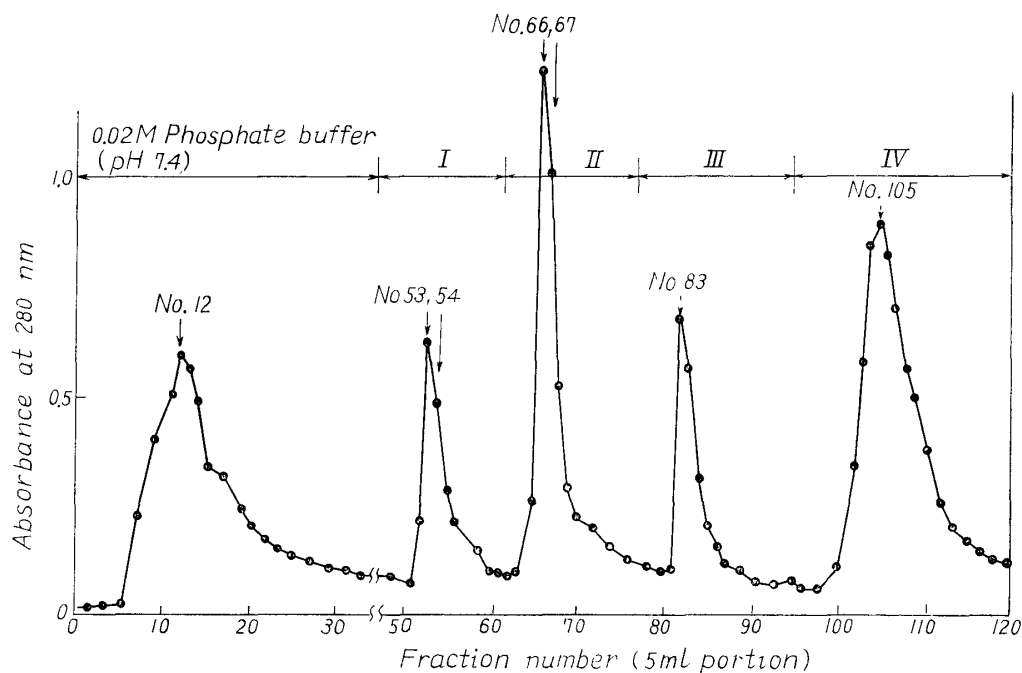 No. 66, 67
0.02M Phosphate buffer
(pH 7.4)
I
II
III
IV
1.0
No. 105
No. 12
No 53, 54
No 83
0.5
0
Absorbance at 280 nm
0 10 20 30 50 60 70 80 90 100 110 120
Fraction number (5ml portion)